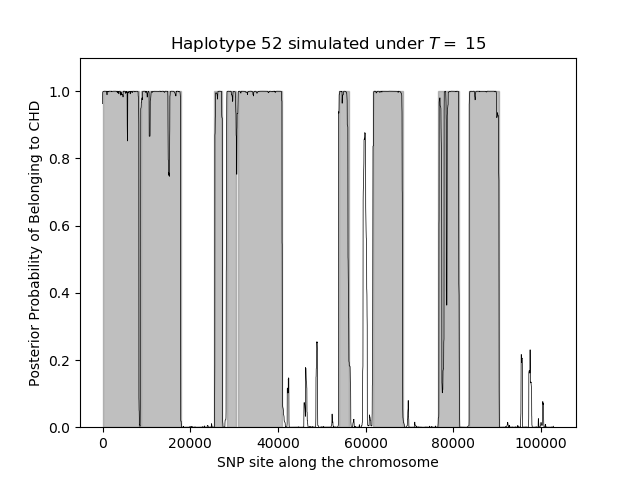 Haplotype 52 simulated under T = 15
Posterior Probability of Belonging to CHD
1.0
0.8
0.6
0.4
0.2
0.0
0 20000 40000 60000 80000 100000
SNP site along the chromosome